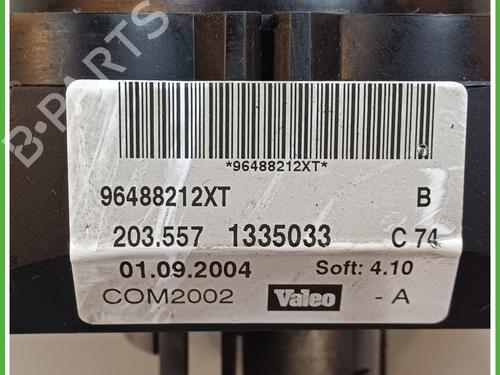 B-PARTS
*96488212XT*
96488212XT B
203.557 1335033 C 74
01.09.2004 Soft: 4.10
COM2002 Valeo - A